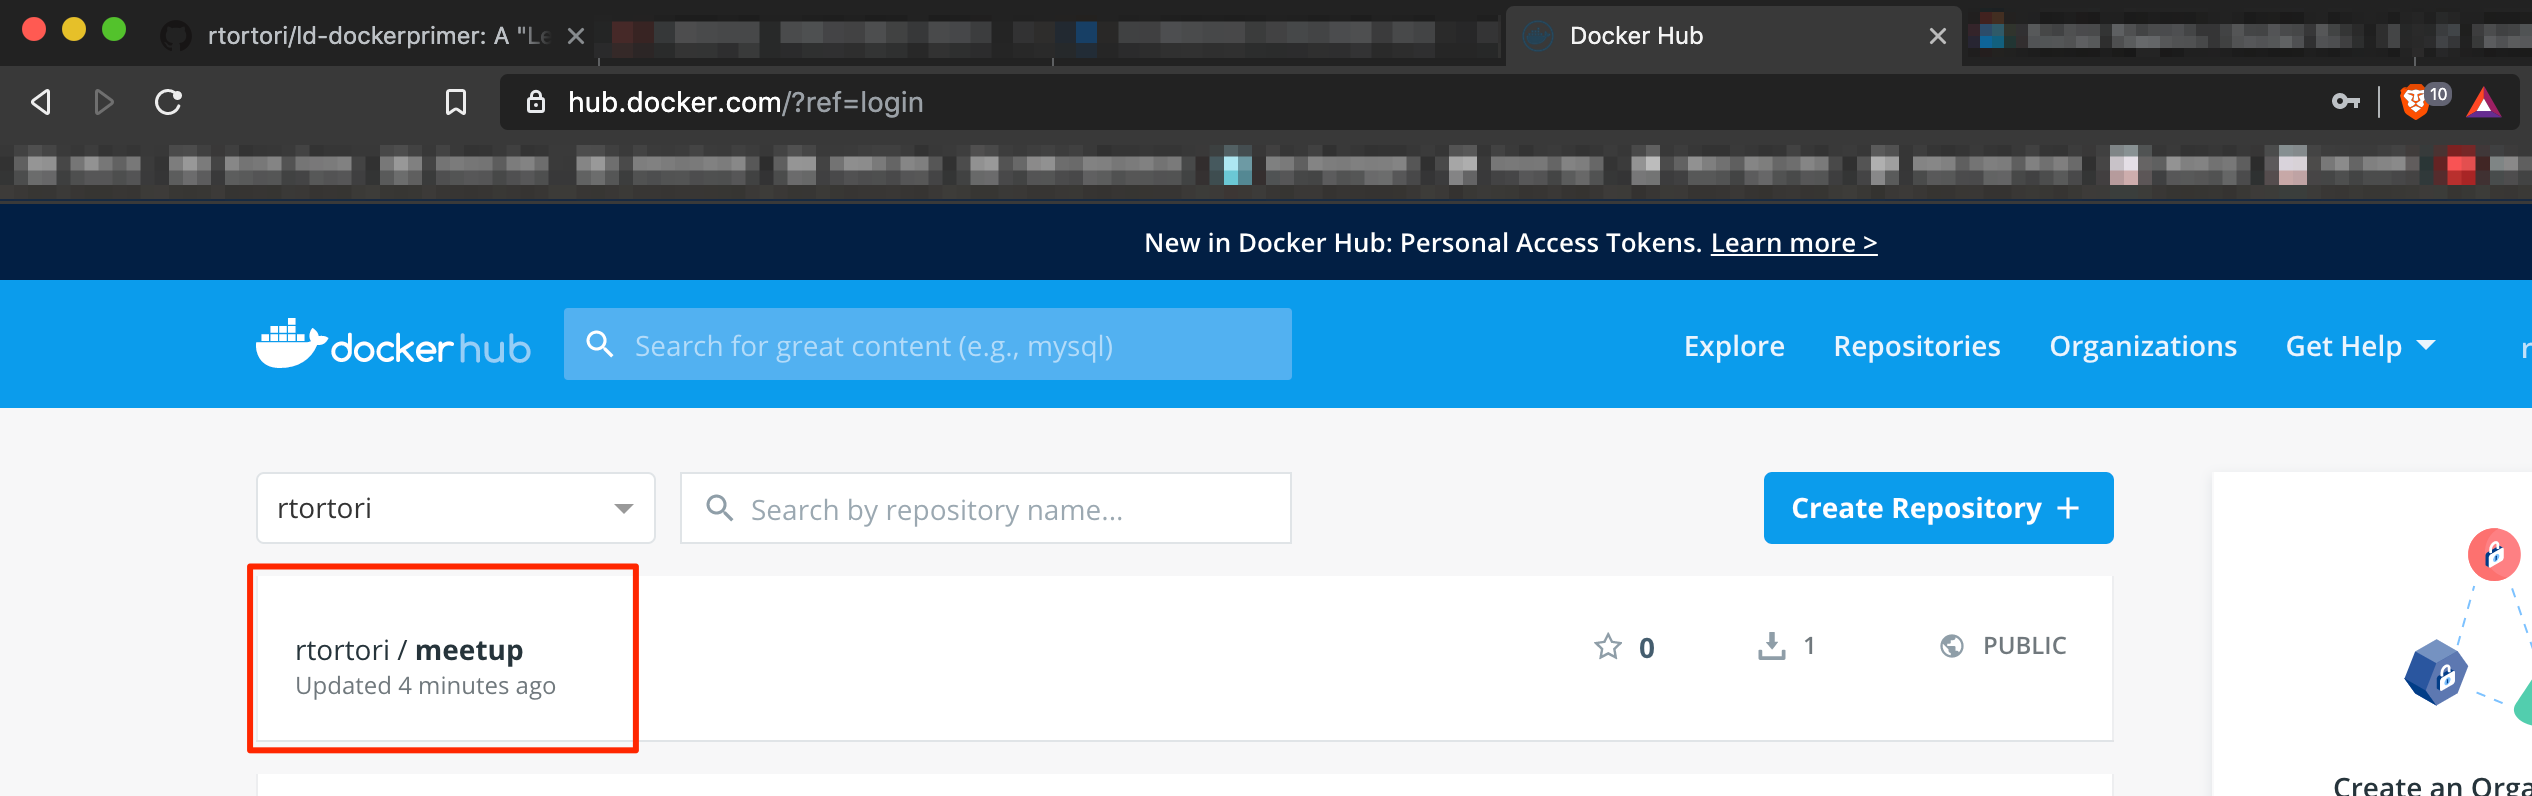 rtortori/ld-dockerprimer: A "Le
Docker Hub
hub.docker.com/?ref=login
10
New in Docker Hub: Personal Access Tokens. Learn more >
docker hub
Search for great content (e.g., mysql)
Explore
Repositories
Organizations
Get Help
r
rtortori
Search by repository name...
Create Repository +
rtortori / meetup
Updated 4 minutes ago
0
1
PUBLIC
Create an Orga